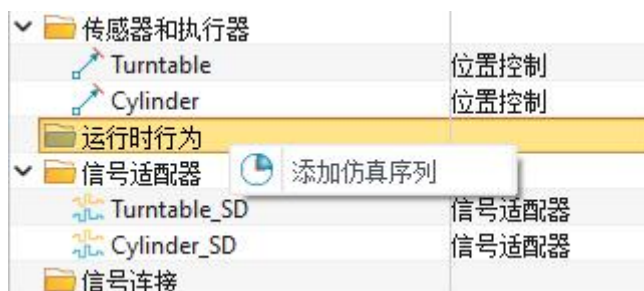 传感器和执行器
Turntable 位置控制
Cylinder 位置控制
运行时行为
信号适配器 添加仿真序列
Turntable_SD 信号适配器
Cylinder_SD 信号适配器
信号连接